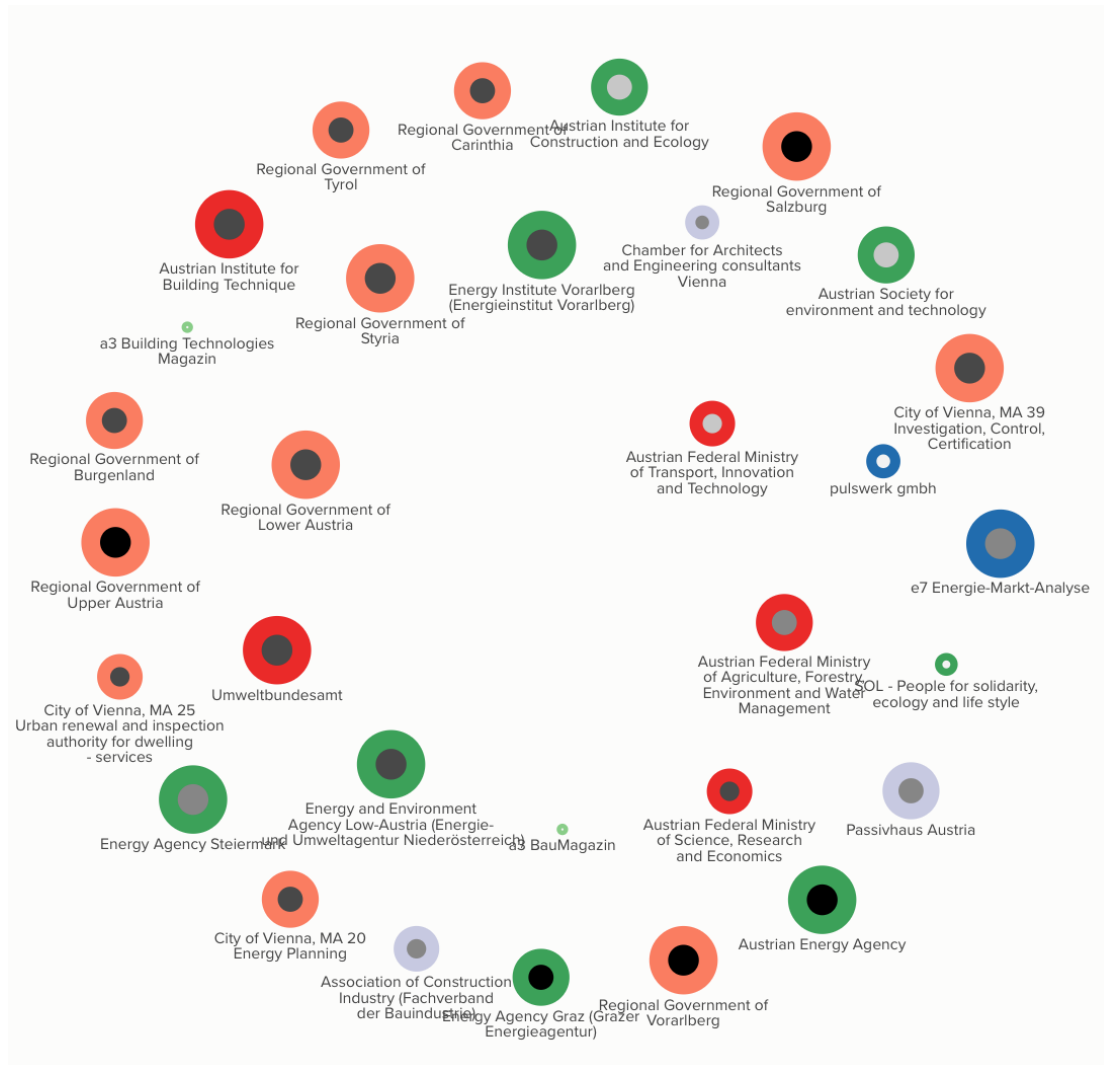 Regional Government of
Carinthia
Austrian Institute for
Construction and Ecology
Regional Government of
Tyrol
Regional Government of
Salzburg
Chamber for Architects
and Engineering consultants
Vienna
Austrian Institute for
Building Technique
Energy Institute Vorarlberg
(Energieinstitut Vorarlberg)
Austrian Society for
environment and technology
Regional Government of
Styria
a3 Building Technologies
Magazin
City of Vienna, MA 39
Investigation, Control,
Certification
Regional Government of
Burgenland
Austrian Federal Ministry
of Transport, Innovation
and Technology
pulswerk gmbh
Regional Government of
Lower Austria
Regional Government of
Upper Austria
e7 Energie-Markt-Analyse
Umweltbundesamt
Austrian Federal Ministry
of Agriculture, Forestry,
Environment and Water
Management
SOL - People for solidarity,
ecology and life style
City of Vienna, MA 25
Urban renewal and inspection
authority for dwelling
- services
Energy and Environment
Agency Low-Austria (Energie-
und Umweltagentur Niederösterreich)
Energy Agency Steiermark
a3 BauMagazin
Austrian Federal Ministry
of Science, Research
and Economics
Passivhaus Austria
City of Vienna, MA 20
Energy Planning
Austrian Energy Agency
Association of Construction
Industry (Fachverband
der Bauindustrie)
Energy Agency Graz (Grazer
Energieagentur)
Regional Government of
Vorarlberg